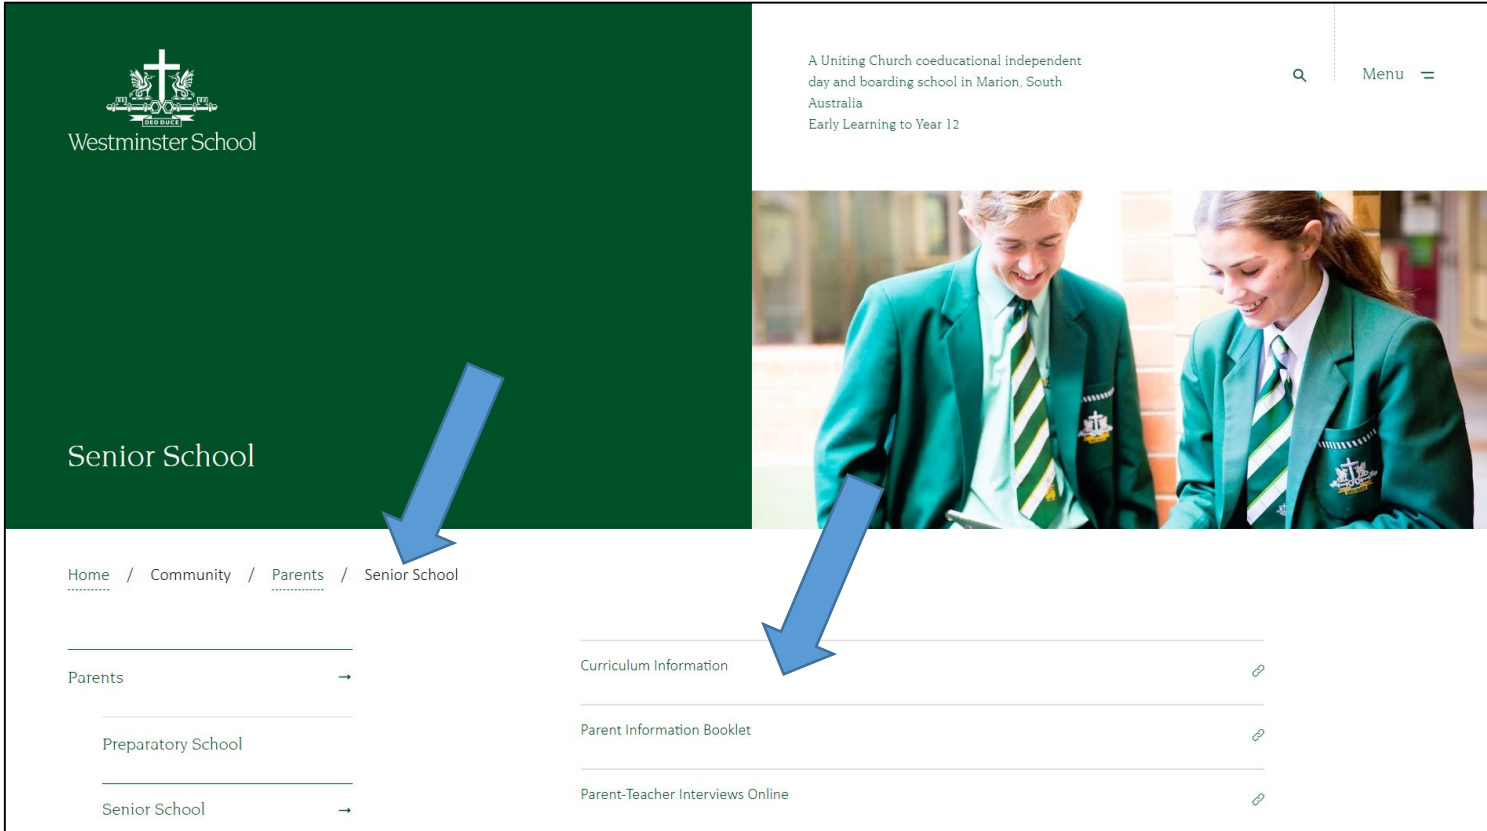 DEO DUCE
Westminster School
A Uniting Church coeducational independent
day and boarding school in Marion, South
Australia
Early Learning to Year 12
Menu
Senior School
Home / Community / Parents / Senior School
Parents →
Preparatory School
Senior School →
Curriculum Information
Parent Information Booklet
Parent-Teacher Interviews Online